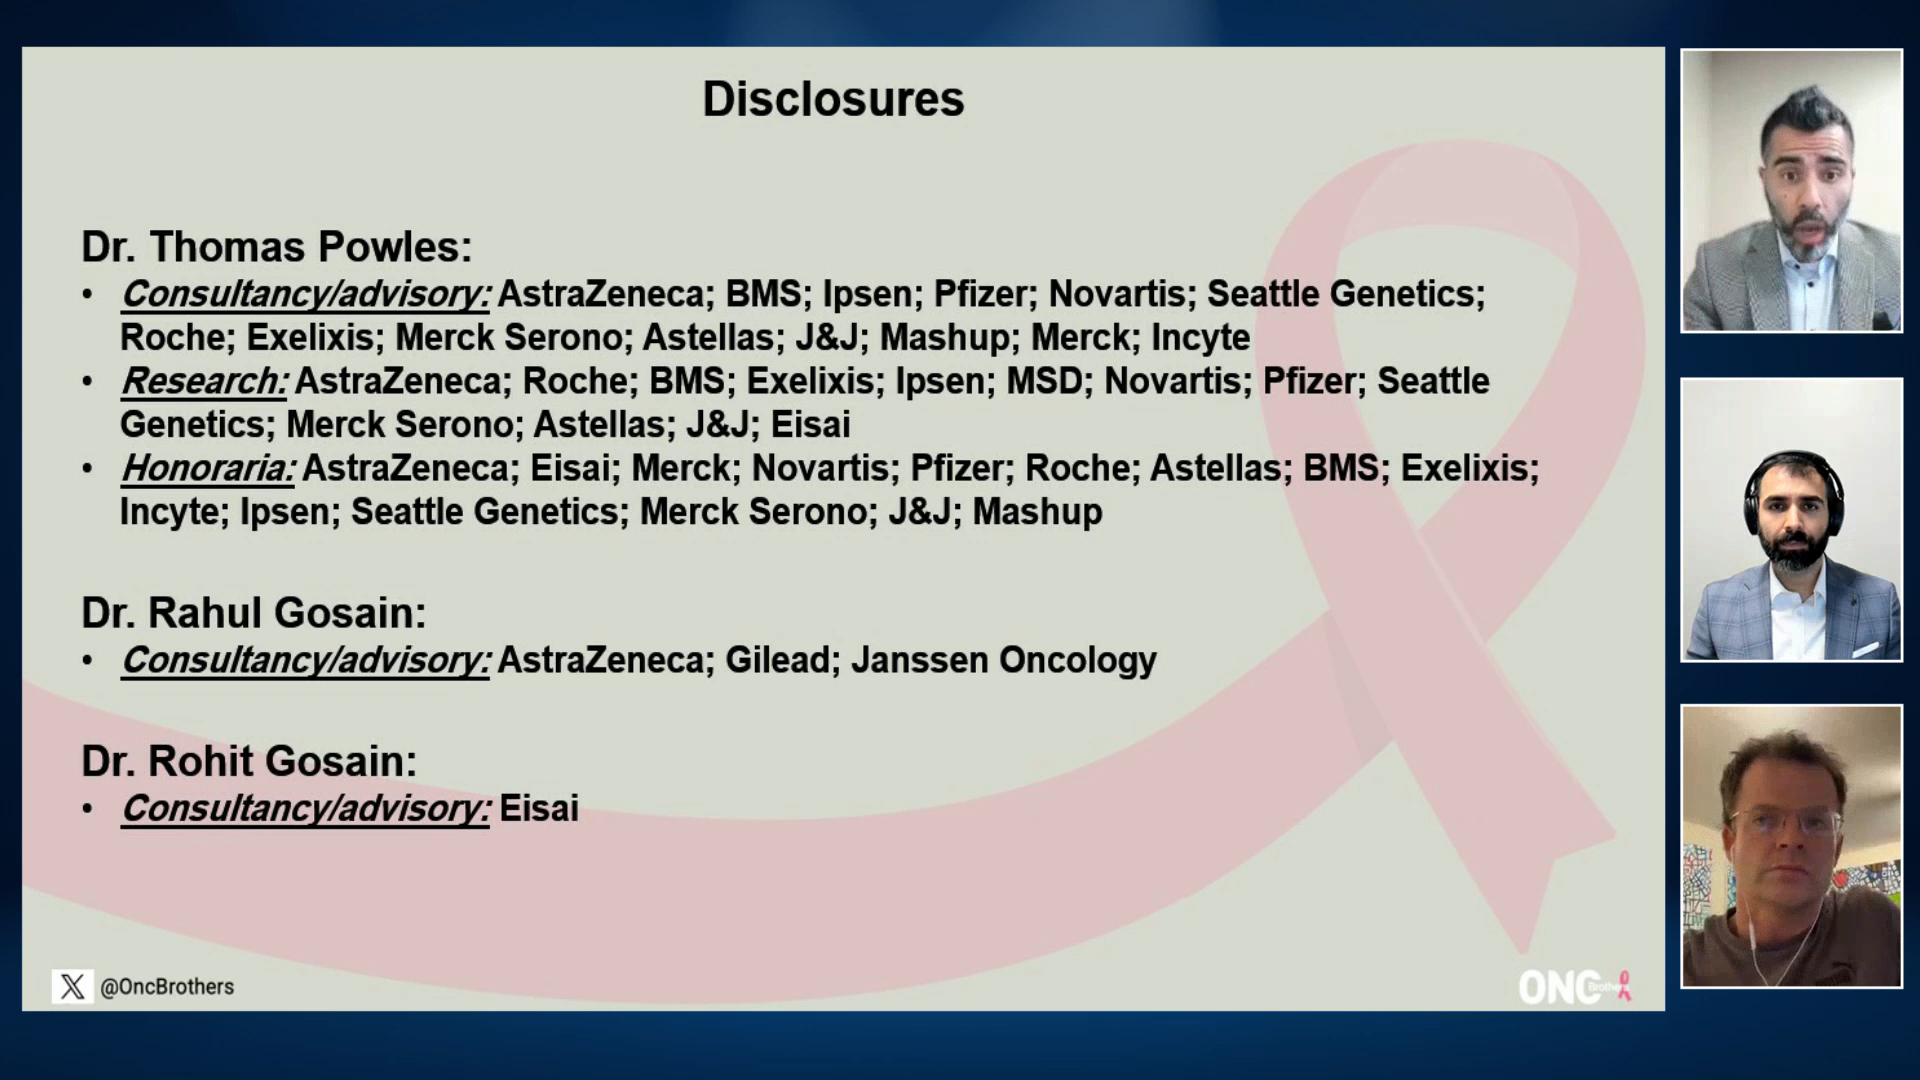 Disclosures
Dr. Thomas Powles:
• Consultancy/advisory: AstraZeneca; BMS; Ipsen; Pfizer; Novartis; Seattle Genetics;
Roche; Exelixis; Merck Serono; Astellas; J&J; Mashup; Merck; Incyte
• Research: AstraZeneca; Roche; BMS; Exelixis; Ipsen; MSD; Novartis; Pfizer; Seattle
Genetics; Merck Serono; Astellas; J&J; Eisai
• Honoraria: AstraZeneca; Eisai; Merck; Novartis; Pfizer; Roche; Astellas; BMS; Exelixis;
Incyte; Ipsen; Seattle Genetics; Merck Serono; J&J; Mashup
Dr. Rahul Gosain:
• Consultancy/advisory: AstraZeneca; Gilead; Janssen Oncology
Dr. Rohit Gosain:
• Consultancy/advisory: Eisai
X @OncBrothers
ONC Brothers